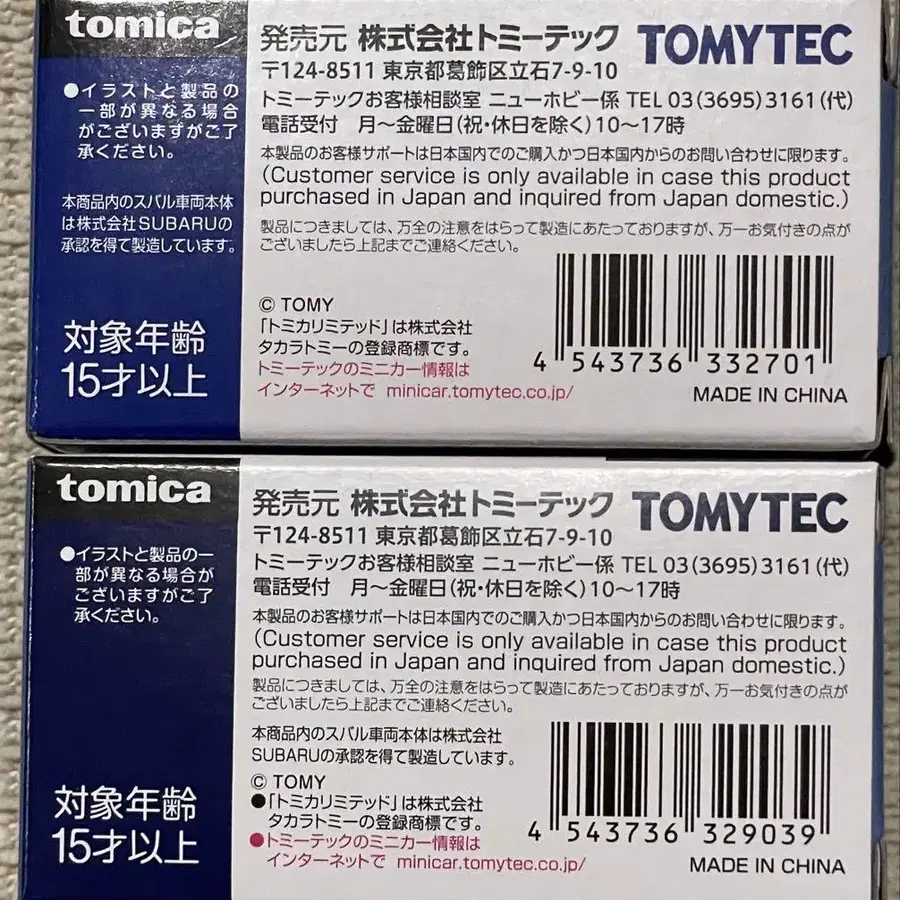 tomica
●イラストと製品の
一部が異なる場合
がございますがご了
承ください。
本商品内のスバル車両本体
は株式会社SUBARUの
承認を得て製造しています。
対象年齢
15才以上
発売元 株式会社トミーテック TOMYTEC
〒124-8511 東京都葛飾区立石7-9-10
トミーテックお客様相談室 ニューホビー係 TEL 03(3695)3161(代)
電話受付 月〜金曜日(祝・休日を除く)10〜17時
本製品のお客様サポートは日本国内でのご購入かつ日本国内からのお問い合わせに限ります。
(Customer service is only available in case this product
purchased in Japan and inquired from Japan domestic.)
製品につきましては、万全の注意をはらって製造にあたっておりますが、万一お気付きの点が
ございましたら上記までご連絡ください。
© TOMY
「トミカリミテッド」は株式会社
タカラトミーの登録商標です。
トミーテックのミニカー情報は
インターネットで minicar.tomytec.co.jp/
4 543736 332701
MADE IN CHINA
tomica
●イラストと製品の一
部が異なる場合が
ございますがご了
承ください。
対象年齢
15才以上
発売元 株式会社トミーテック TOMYTEC
〒124-8511 東京都葛飾区立石7-9-10
トミーテックお客様相談室 ニューホビー係 TEL 03(3695)3161(代)
電話受付 月〜金曜日(祝・休日を除く)10〜17時
本製品のお客様サポートは日本国内でのご購入かつ日本国内からのお問い合わせに限ります。
(Customer service is only available in case this product
purchased in Japan and inquired from Japan domestic.)
製品につきましては、万全の注意をはらって製造にあたっておりますが、万一お気付きの点が
ございましたら上記までご連絡ください。
本商品内のスバル車両本体は株式会社
SUBARUの承認を得て製造しています。
© TOMY
●「トミカリミテッド」は株式会社
タカラトミーの登録商標です。
●トミーテックのミニカー情報は
インターネットで minicar.tomytec.co.jp/
4 543736 329039
MADE IN CHINA